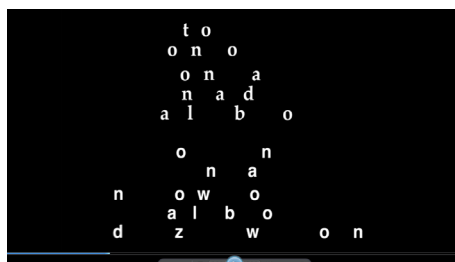 t o
o n o
o n a
n a d
a l b o
o n
n a
n o w o
a l b o
d z w o n